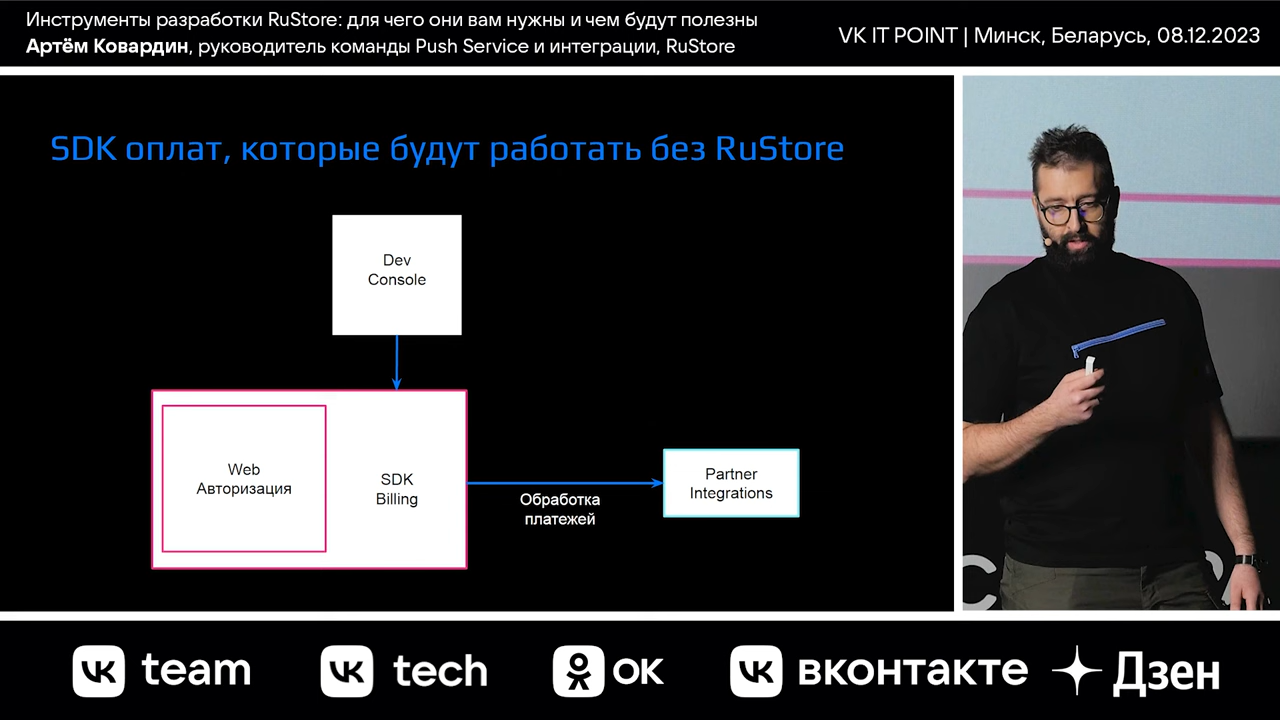 Инструменты разработки RuStore: для чего они вам нужны и чем будут полезны
Артём Ковардин, руководитель команды Push Service и интеграции, RuStore
VK IT POINT | Минск, Беларусь, 08.12.2023
SDK оплат, которые будут работать без RuStore
Dev
Console
Web
Авторизация
SDK
Billing
Обработка
платежей
Partner
Integrations
team
tech
ок
вконтакте
Дзен